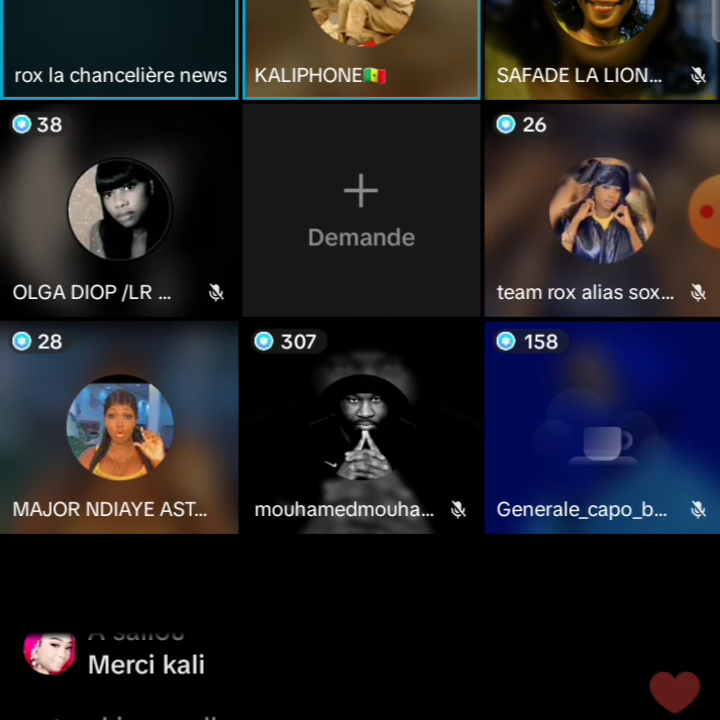 rox la chancelière news
KALIPHONE🇸🇳
SAFADE LA LION...
38
Demande
26
OLGA DIOP /LR ...
team rox alias sox...
28
307
158
MAJOR NDIAYE AST...
mouhamedmouha...
Generale_capo_b...
Merci kali